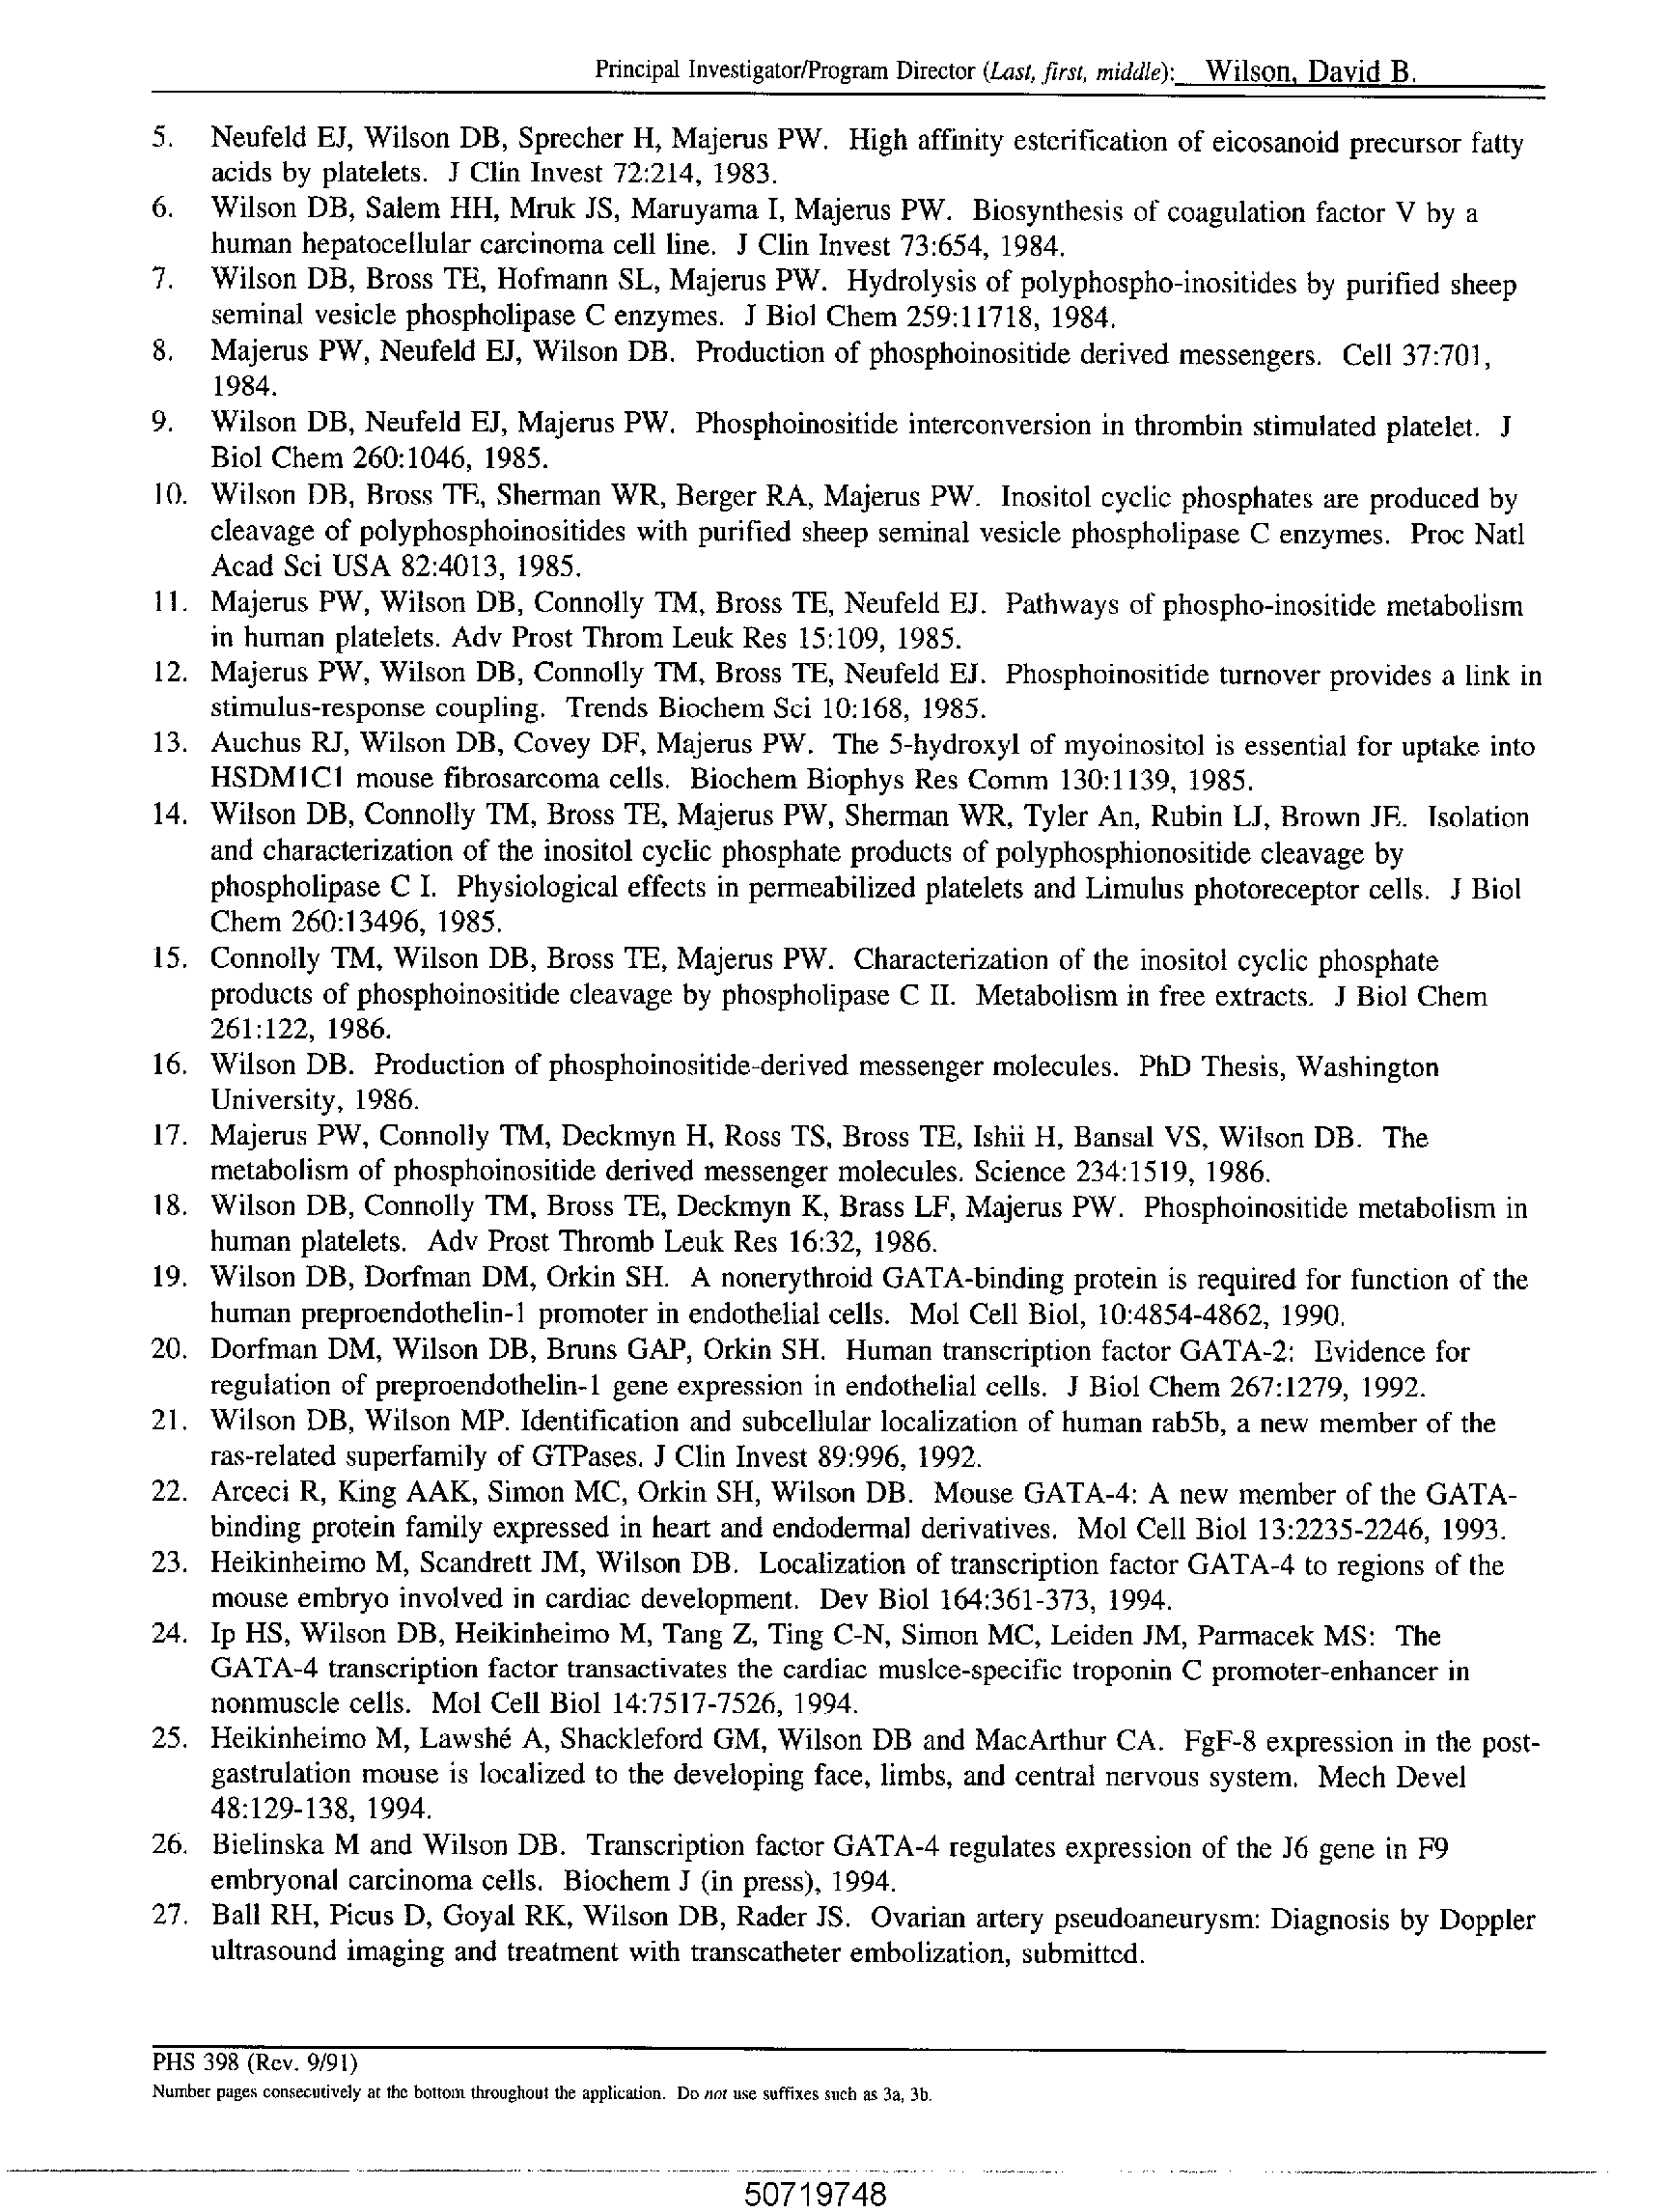 Principal Investigator/Program Director (Last, first, middle): Wilson, David B.
5. Neufeld EJ, Wilson DB, Sprecher H, Majerus PW. High affinity esterification of eicosanoid precursor fatty
acids by platelets. J Clin Invest 72:214, 1983.
6. Wilson DB, Salem HH, Mruk JS, Maruyama I, Majerus PW. Biosynthesis of coagulation factor V by a
human hepatocellular carcinoma cell line. J Clin Invest 73:654, 1984.
7. Wilson DB, Bross TE, Hofmann SL, Majerus PW. Hydrolysis of polyphospho-inositides by purified sheep
seminal vesicle phospholipase C enzymes. J Biol Chem 259:11718, 1984.
8. Majerus PW, Neufeld EJ, Wilson DB. Production of phosphoinositide derived messengers. Cell 37:701,
1984.
9. Wilson DB, Neufeld EJ, Majerus PW. Phosphoinositide interconversion in thrombin stimulated platelet. J
Biol Chem 260:1046, 1985.
10. Wilson DB, Bross TE, Sherman WR, Berger RA, Majerus PW. Inositol cyclic phosphates are produced by
cleavage of polyphosphoinositides with purified sheep seminal vesicle phospholipase C enzymes. Proc Natl
Acad Sci USA 82:4013, 1985.
11. Majerus PW, Wilson DB, Connolly TM, Bross TE, Neufeld EJ. Pathways of phospho-inositide metabolism
in human platelets. Adv Prost Throm Leuk Res 15:109, 1985.
12. Majerus PW, Wilson DB, Connolly TM, Bross TE, Neufeld EJ. Phosphoinositide turnover provides a link in
stimulus-response coupling. Trends Biochem Sci 10:168, 1985.
13. Auchus RJ, Wilson DB, Covey DF, Majerus PW. The 5-hydroxyl of myoinositol is essential for uptake into
HSDM1C1 mouse fibrosarcoma cells. Biochem Biophys Res Comm 130:1139, 1985.
14. Wilson DB, Connolly TM, Bross TE, Majerus PW, Sherman WR, Tyler An, Rubin LJ, Brown JE. Isolation
and characterization of the inositol cyclic phosphate products of polyphosphionositide cleavage by
phospholipase C I. Physiological effects in permeabilized platelets and Limulus photoreceptor cells. J Biol
Chem 260:13496, 1985.
15. Connolly TM, Wilson DB, Bross TE, Majerus PW. Characterization of the inositol cyclic phosphate
products of phosphoinositide cleavage by phospholipase C II. Metabolism in free extracts. J Biol Chem
261:122, 1986.
16. Wilson DB. Production of phosphoinositide-derived messenger molecules. PhD Thesis, Washington
University, 1986.
17. Majerus PW, Connolly TM, Deckmyn H, Ross TS, Bross TE, Ishii H, Bansal VS, Wilson DB. The
metabolism of phosphoinositide derived messenger molecules. Science 234:1519, 1986.
18. Wilson DB, Connolly TM, Bross TE, Deckmyn K, Brass LF, Majerus PW. Phosphoinositide metabolism in
human platelets. Adv Prost Thromb Leuk Res 16:32, 1986.
19. Wilson DB, Dorfman DM, Orkin SH. A nonerythroid GATA-binding protein is required for function of the
human preproendothelin-1 promoter in endothelial cells. Mol Cell Biol, 10:4854-4862, 1990.
20. Dorfman DM, Wilson DB, Bruns GAP, Orkin SH. Human transcription factor GATA-2: Evidence for
regulation of preproendothelin-1 gene expression in endothelial cells. J Biol Chem 267:1279, 1992.
21. Wilson DB, Wilson MP. Identification and subcellular localization of human rab5b, a new member of the
ras-related superfamily of GTPases. J Clin Invest 89:996, 1992.
22. Arceci R, King AAK, Simon MC, Orkin SH, Wilson DB. Mouse GATA-4: A new member of the GATA-
binding protein family expressed in heart and endodermal derivatives. Mol Cell Biol 13:2235-2246, 1993.
23. Heikinheimo M, Scandrett JM, Wilson DB. Localization of transcription factor GATA-4 to regions of the
mouse embryo involved in cardiac development. Dev Biol 164:361-373, 1994.
24. Ip HS, Wilson DB, Heikinheimo M, Tang Z, Ting C-N, Simon MC, Leiden JM, Parmacek MS: The
GATA-4 transcription factor transactivates the cardiac muslce-specific troponin C promoter-enhancer in
nonmuscle cells. Mol Cell Biol 14:7517-7526, 1994.
25. Heikinheimo M, Lawshé A, Shackleford GM, Wilson DB and MacArthur CA. FgF-8 expression in the post-
gastrulation mouse is localized to the developing face, limbs, and central nervous system. Mech Devel
48:129-138, 1994.
26. Bielinska M and Wilson DB. Transcription factor GATA-4 regulates expression of the J6 gene in F9
embryonal carcinoma cells. Biochem J (in press), 1994.
27. Ball RH, Picus D, Goyal RK, Wilson DB, Rader JS. Ovarian artery pseudoaneurysm: Diagnosis by Doppler
ultrasound imaging and treatment with transcatheter embolization, submitted.
PHS 398 (Rev. 9/91)
Number pages consecutively at the bottom throughout the application. Do not use suffixes such as 3a, 3b.
50719748